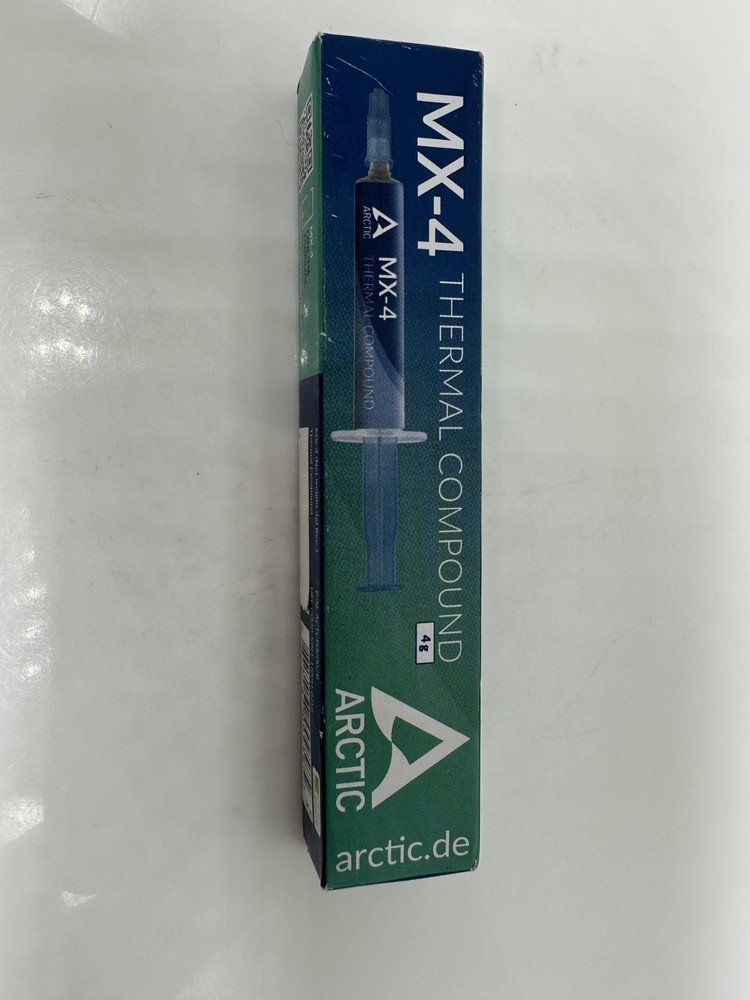 MX-4 THERMAL COMPOUND
4g
ARCTIC
MX-4
THERMAL COMPOUND
ARCTIC
arctic.de